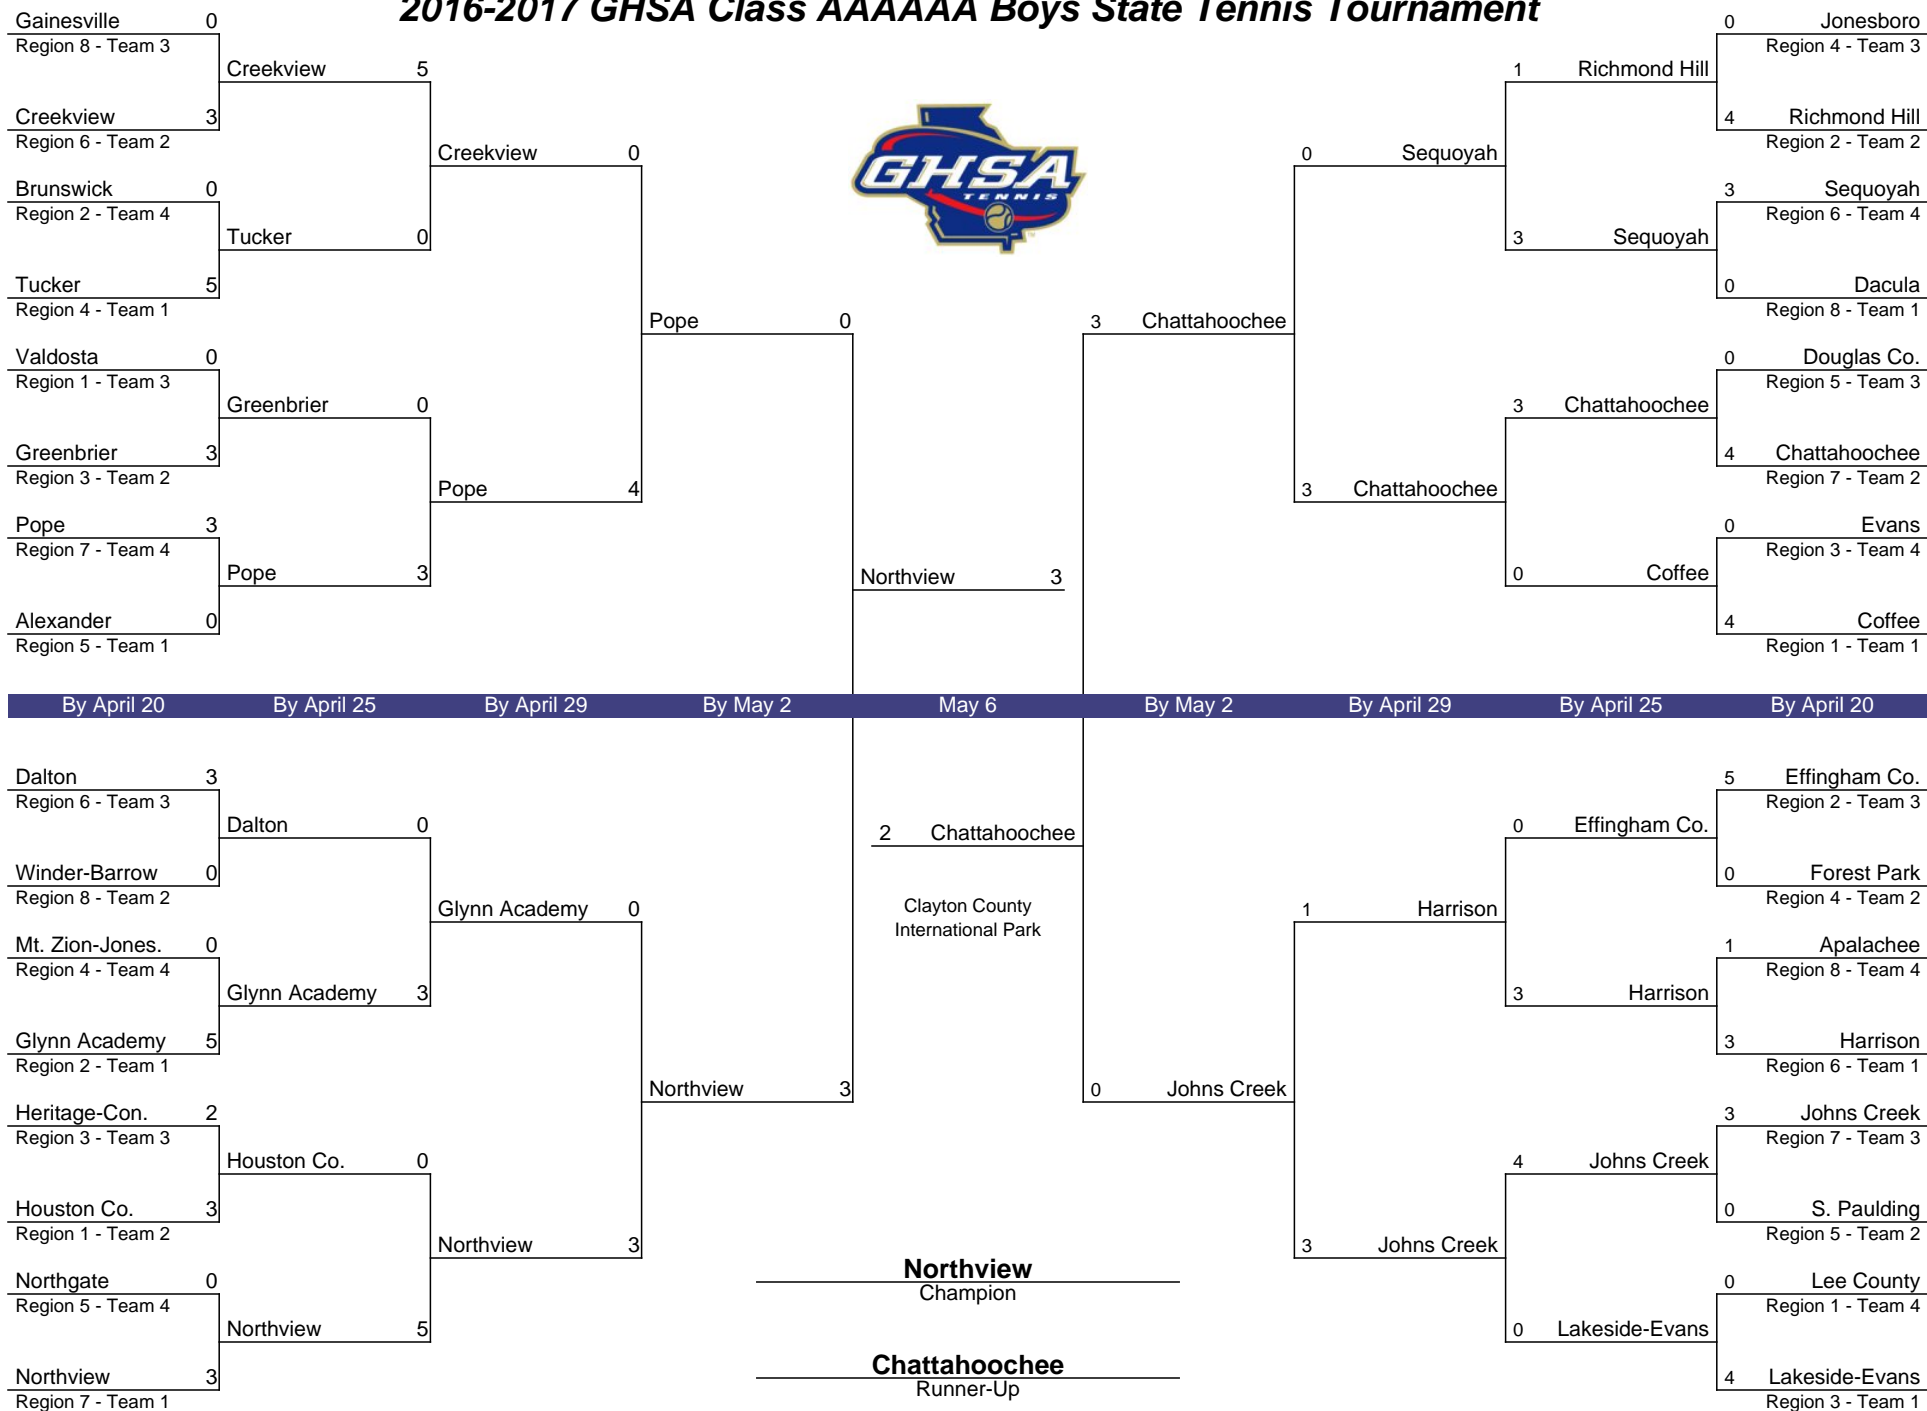 2016-2017 GHSA Class AAAAAA Boys State Tennis Tournament
Gainesville 0
Region 8 - Team 3
Creekview 3
Region 6 - Team 2
Brunswick 0
Region 2 - Team 4
Tucker 5
Region 4 - Team 1
Valdosta 0
Region 1 - Team 3
Greenbrier 3
Region 3 - Team 2
Pope 3
Region 7 - Team 4
Alexander 0
Region 5 - Team 1
Creekview 5
Tucker 0
Greenbrier 0
Pope 3
Creekview 0
Pope 4
Pope 0
Northview 3
GHSA
TENNIS
3 Chattahoochee
0 Sequoyah
3 Chattahoochee
1 Richmond Hill
3 Sequoyah
3 Chattahoochee
0 Coffee
0 Jonesboro
Region 4 - Team 3
4 Richmond Hill
Region 2 - Team 2
3 Sequoyah
Region 6 - Team 4
0 Dacula
Region 8 - Team 1
0 Douglas Co.
Region 5 - Team 3
4 Chattahoochee
Region 7 - Team 2
0 Evans
Region 3 - Team 4
4 Coffee
Region 1 - Team 1
By April 20 By April 25 By April 29 By May 2 May 6 By May 2 By April 29 By April 25 By April 20
Dalton 3
Region 6 - Team 3
Winder-Barrow 0
Region 8 - Team 2
Mt. Zion-Jones. 0
Region 4 - Team 4
Glynn Academy 5
Region 2 - Team 1
Heritage-Con. 2
Region 3 - Team 3
Houston Co. 3
Region 1 - Team 2
Northgate 0
Region 5 - Team 4
Northview 3
Region 7 - Team 1
Dalton 0
Glynn Academy 3
Houston Co. 0
Northview 5
Glynn Academy 0
Northview 3
Northview 3
2 Chattahoochee
Clayton County
International Park
Northview
Champion
Chattahoochee
Runner-Up
0 Johns Creek
1 Harrison
3 Johns Creek
0 Effingham Co.
3 Harrison
4 Johns Creek
0 Lakeside-Evans
5 Effingham Co.
Region 2 - Team 3
0 Forest Park
Region 4 - Team 2
1 Apalachee
Region 8 - Team 4
3 Harrison
Region 6 - Team 1
3 Johns Creek
Region 7 - Team 3
0 S. Paulding
Region 5 - Team 2
0 Lee County
Region 1 - Team 4
4 Lakeside-Evans
Region 3 - Team 1